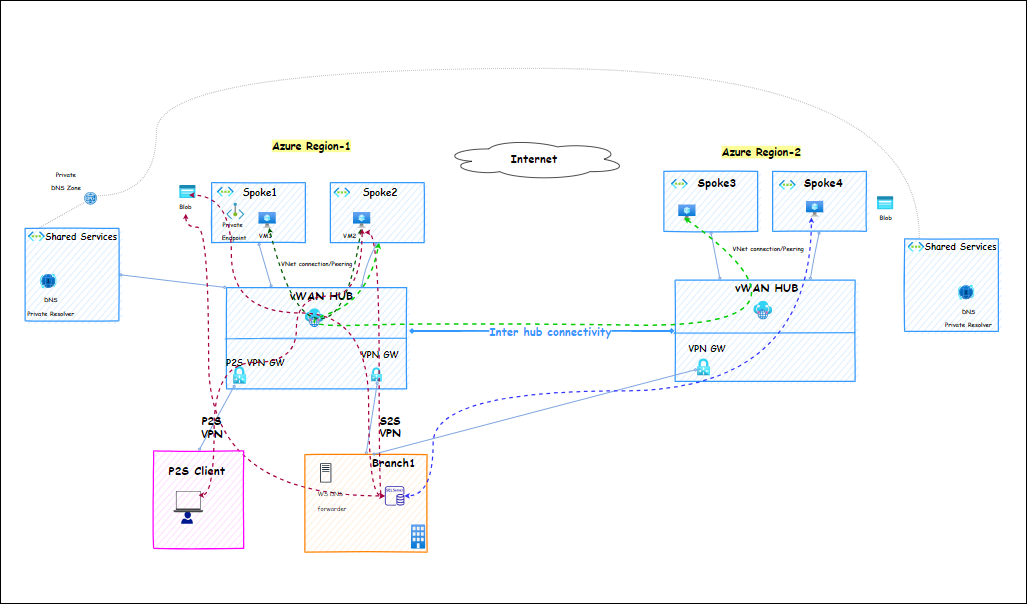 Azure Region-1
Internet
Azure Region-2
Private
DNS Zone
Blob
Spoke1
Private
Endpoint
VM1
Spoke2
VM2
Spoke3
Spoke4
Blob
Shared Services
DNS
Private Resolver
VNet connection/Peering
VNet connection/Peering
Shared Services
DNS
Private Resolver
vWAN HUB
vWAN HUB
Inter hub connectivity
P2S VPN GW
VPN GW
VPN GW
P2S
VPN
S2S
VPN
P2S Client
Branch1
DNS
forwarder